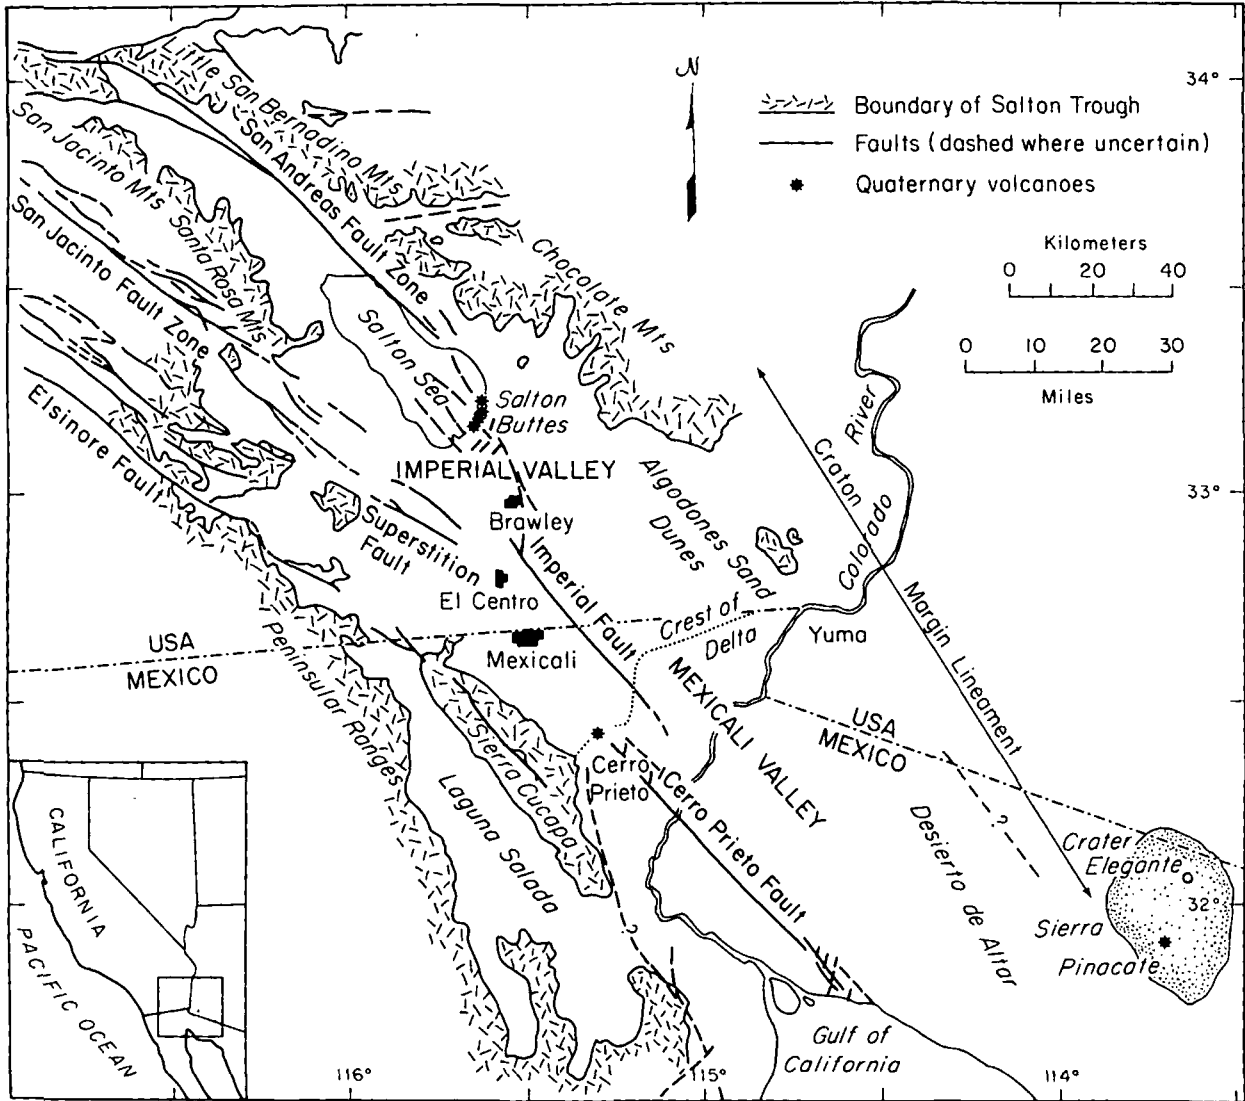 N
34°
Boundary of Salton Trough
Faults (dashed where uncertain)
Quaternary volcanoes
Kilometers
0 20 40
0 10 20 30
Miles
Little San Bernadino Mts
San Andreas Fault Zone
San Jacinto Mts
Santa Rosa Mts
San Jacinto Fault Zone
Chocolate Mts
Salton Sea
Salton
Buttes
Elsinore Fault
IMPERIAL VALLEY
33°
Brawley
Superstition
Fault
El Centro
Imperial Fault
Algodones Sand
Dunes
Craton Margin Lineament
Colorado River
Crest of
Delta
Yuma
USA
MEXICO
Mexicali
Peninsular Ranges
MEXICALI VALLEY
USA
MEXICO
Sierra Cucapa
Cerro
Prieto
Cerro Prieto Fault
Laguna Salada
?
?
Desierto de Altar
Crater
Elegante
32°
Sierra
Pinacate
Gulf of
California
CALIFORNIA
PACIFIC OCEAN
116° 115° 114°